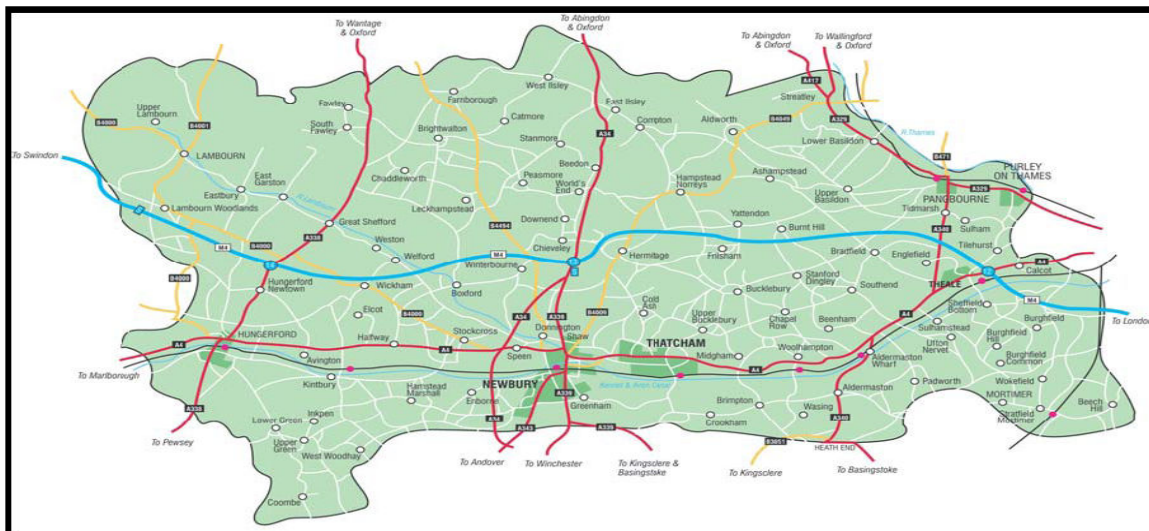 To Wantage
& Oxford
To Abingdon
& Oxford
To Abingdon
& Oxford
To Wallingford
& Oxford
A417
Streatley
West Ilsley
Fawley
Farnborough
East Ilsley
Upper
Lambourn
B4000
B4001
South
Fawley
Catmore
Compton
Aldworth
B4049
A329
R.Thames
Brightwalton
Stanmore
A34
Lower Basildon
To Swindon
LAMBOURN
B471
PURLEY
ON THAMES
Beedon
Chaddleworth
East
Garston
Peasmore
World's
End
Hampstead
Norreys
Ashampstead
Upper
Basildon
A329
PANGBOURNE
Eastbury
R.Lambourn
Leckhampstead
Lambourn Woodlands
Great Shefford
Downend
Yattendon
Burnt Hill
Tidmarsh
Sulham
A338
B4494
A340
M4
B4000
Weston
Chieveley
Tilehurst
Welford
M4
Winterbourne
Hermitage
Frilsham
Bradfield
Englefield
A4
14
13
12
Calcot
B4000
Hungerford
Newtown
Wickham
Boxford
Bucklebury
Stanford
Dingley
Southend
THEALE
M4
Elcot
Cold
Ash
Sheffield
Bottom
To London
B4000
A34
A339
B4009
Upper
Bucklebury
Chapel
Row
Beenham
A4
Sulhamstead
Burghfield
HUNGERFORD
Stockcross
Donnington
Shaw
Ufton
Nervet
Burghfield
Hill
A4
Halfway
A4
Speen
THATCHAM
Midgham
Woolhampton
Aldermaston
Wharf
Burghfield
Common
Avington
A4
To Marlborough
Kintbury
NEWBURY
Kennet & Avon Canal
Padworth
Wokefield
Hamstead
Marshall
Enborne
A339
Greenham
Brimpton
Aldermaston
MORTIMER
A338
Inkpen
Wasing
Beech
Hill
Lower Green
A34
A343
A339
Crookham
A340
Stratfield
Mortimer
To Pewsey
Upper
Green
B3051
HEATH END
West Woodhay
To Andover
To Winchester
To Kingsclere &
Basingstoke
To Kingsclere
To Basingstoke
Coombe